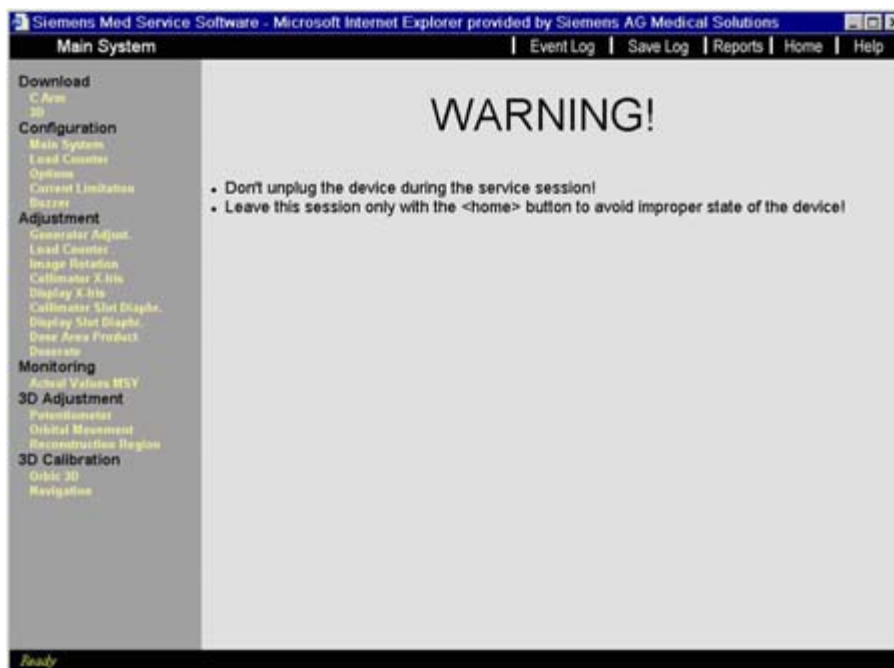 Siemens Med Service Software - Microsoft Internet Explorer provided by Siemens AG Medical Solutions
Main System
Event Log
Save Log
Reports
Home
Help
Download
C Arm
3D
Configuration
Main System
Load Counter
Options
Current Limitation
Buzzer
Adjustment
Generator Adjust.
Load Counter
Image Rotation
Collimator X-Iris
Display X-Iris
Collimator Slot Diaphr.
Display Slot Diaphr.
Dose Area Product
Doserate
Monitoring
Actual Values MSY
3D Adjustment
Potentiometer
Orbital Movement
Reconstruction Region
3D Calibration
Orbic 3D
Navigation
WARNING!
• Don't unplug the device during the service session!
• Leave this session only with the <home> button to avoid improper state of the device!
Ready